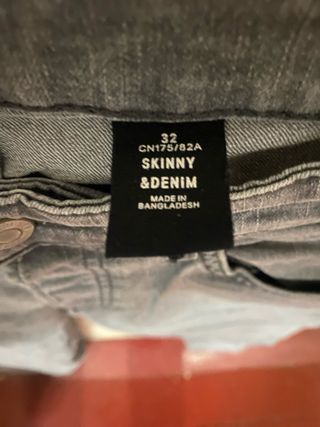 32
CN175/82A
SKINNY
&DENIM
MADE IN
BANGLADESH